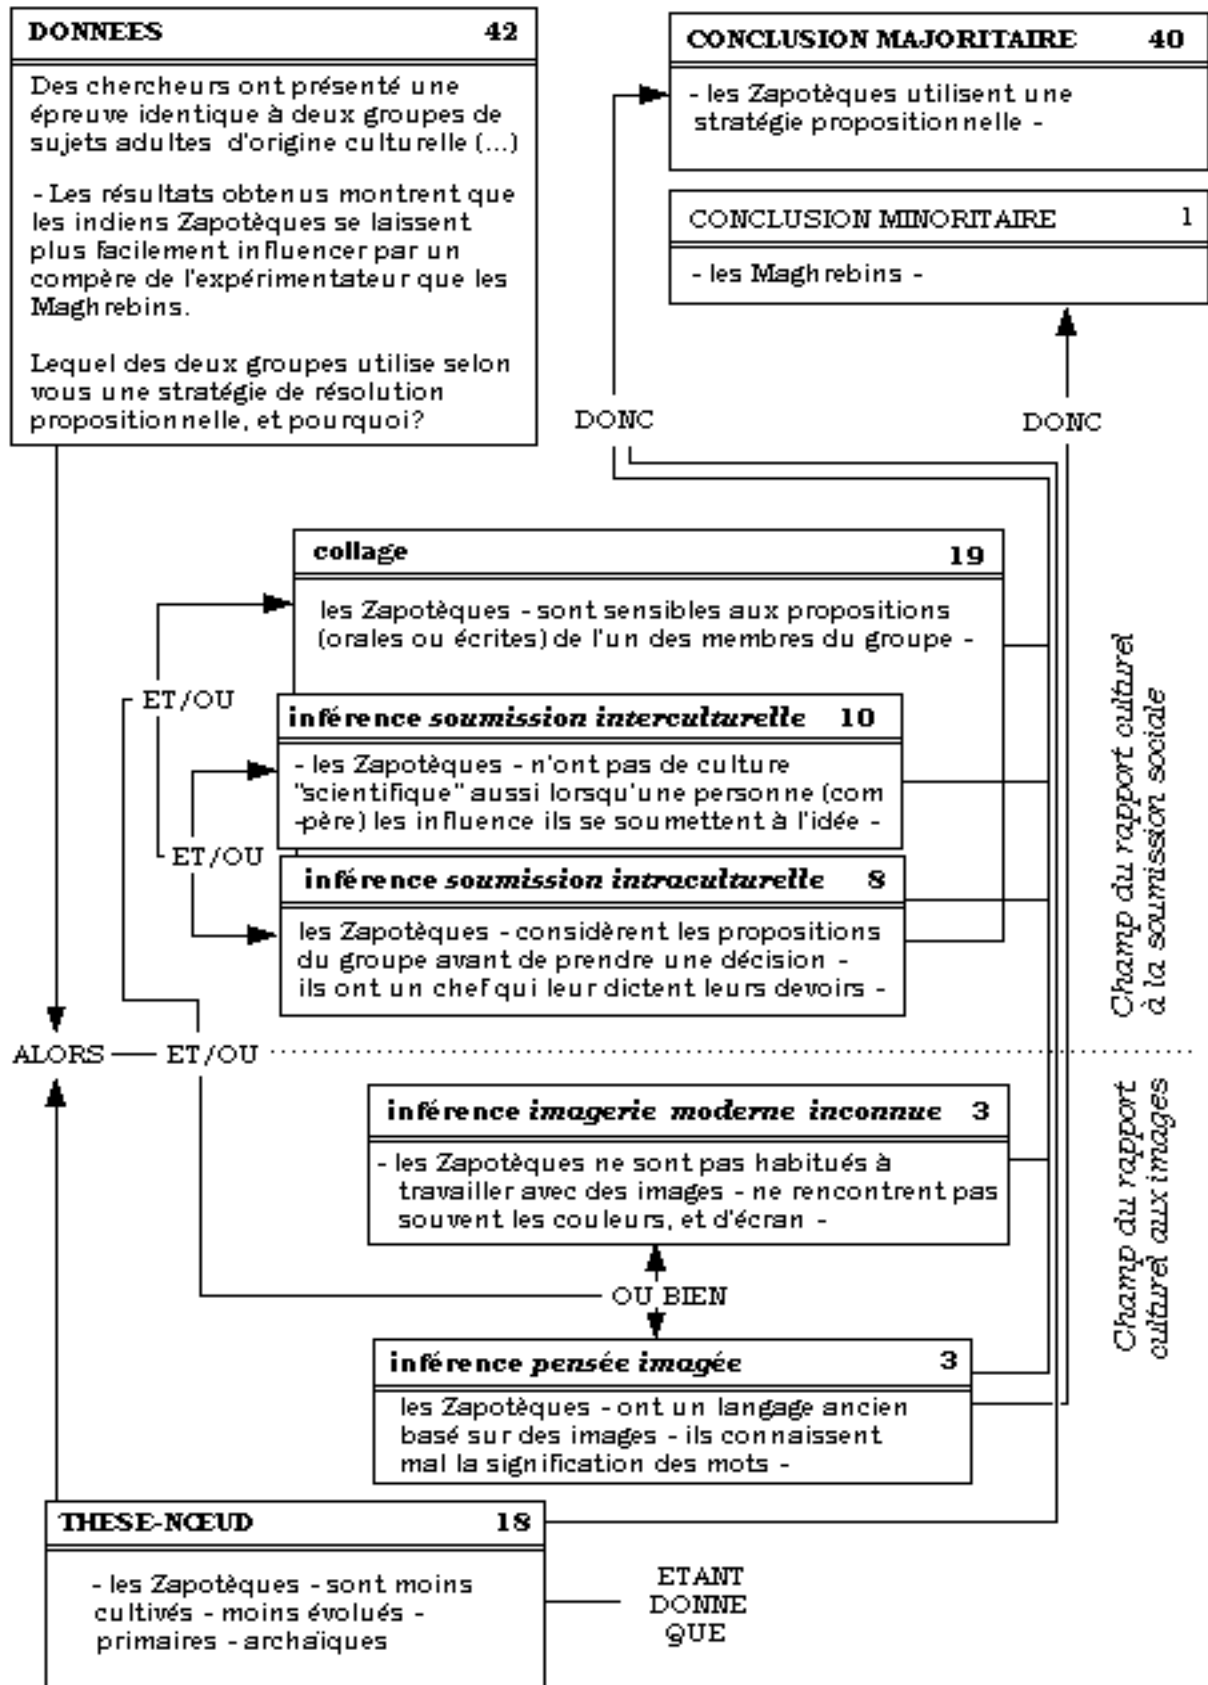 DONNEES 42
Des chercheurs ont présenté une
épreuve identique à deux groupes de
sujets adultes d'origine culturelle (...)
- Les résultats obtenus montrent que
les indiens Zapotèques se laissent
plus facilement influencer par un
compère de l'expérimentateur que les
Maghrebins.
Lequel des deux groupes utilise selon
vous une stratégie de résolution
propositionnelle, et pourquoi?
CONCLUSION MAJORITAIRE 40
- les Zapotèques utilisent une
stratégie propositionnelle -
CONCLUSION MINORITAIRE 1
- les Maghrebins -
DONC
DONC
collage 19
les Zapotèques - sont sensibles aux propositions
(orales ou écrites) de l'un des membres du groupe -
ET/OU
inférence soumission interculturelle 10
- les Zapotèques - n'ont pas de culture
"scientifique" aussi lorsqu'une personne (com
-père) les influence ils se soumettent à l'idée -
ET/OU
inférence soumission intraculturelle 8
les Zapotèques - considèrent les propositions
du groupe avant de prendre une décision -
ils ont un chef qui leur dictent leurs devoirs -
Champ du rapport culturel
à la soumission sociale
ALORS ET/OU
inférence imagerie moderne inconnue 3
- les Zapotèques ne sont pas habitués à
travailler avec des images - ne rencontrent pas
souvent les couleurs, et d'écran -
OU BIEN
inférence pensée imagée 3
les Zapotèques - ont un langage ancien
basé sur des images - ils connaissent
mal la signification des mots -
Champ du rapport
culturel aux images
THESE-NŒUD 18
- les Zapotèques - sont moins
cultivés - moins évolués -
primaires - archaïques
ETANT
DONNE
QUE